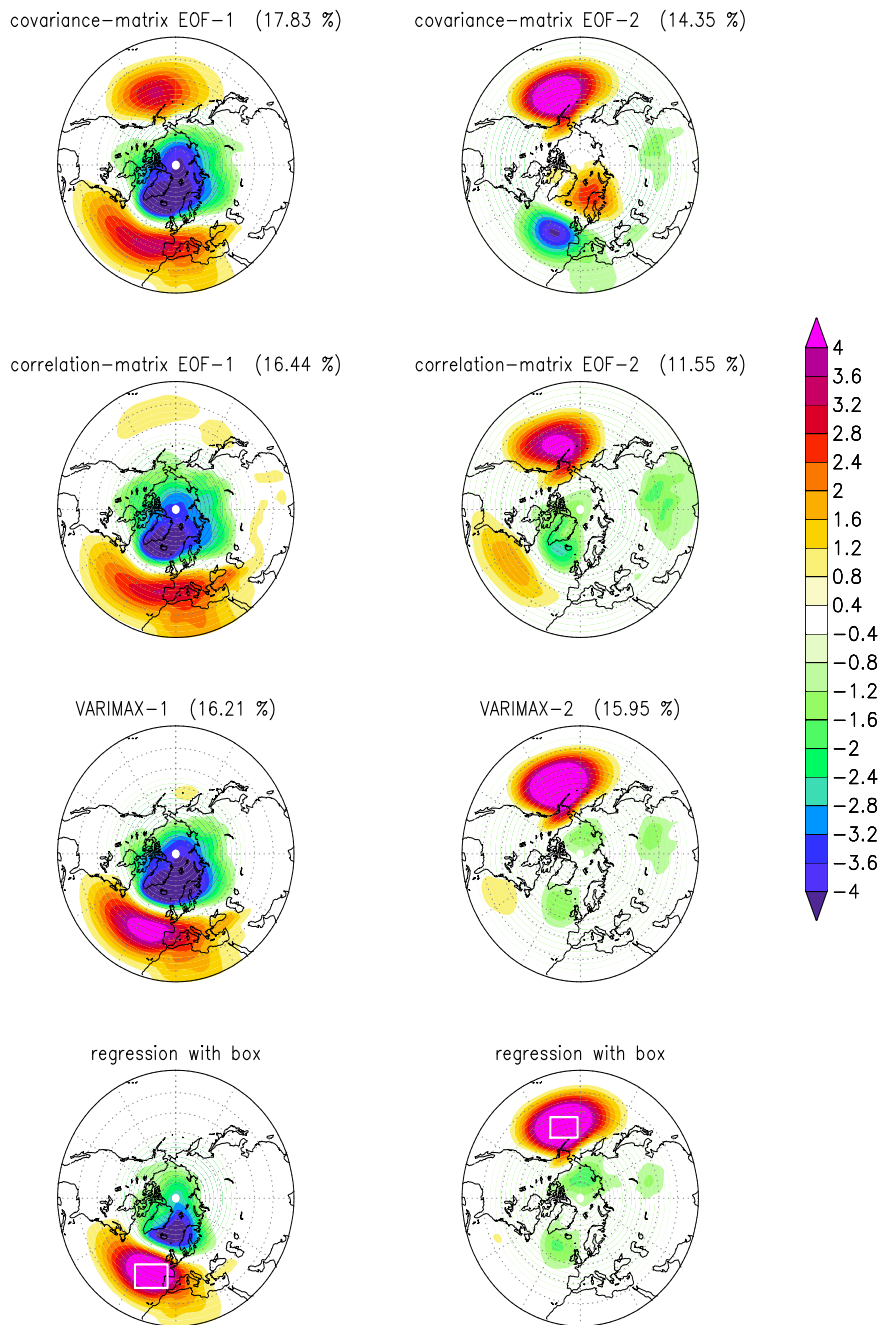 covariance−matrix EOF−1 (17.83 %)
covariance−matrix EOF−2 (14.35 %)
correlation−matrix EOF−1 (16.44 %)
correlation−matrix EOF−2 (11.55 %)
VARIMAX−1 (16.21 %)
VARIMAX−2 (15.95 %)
regression with box
regression with box
4
3.6
3.2
2.8
2.4
2
1.6
1.2
0.8
0.4
−0.4
−0.8
−1.2
−1.6
−2
−2.4
−2.8
−3.2
−3.6
−4